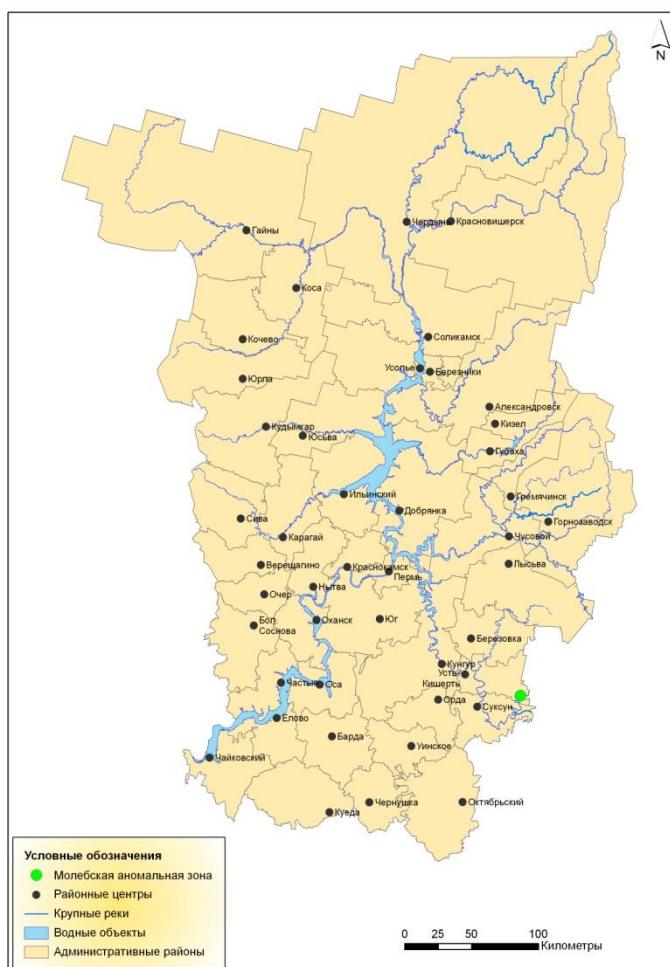 N
Чердынь
Красновишерск
Гайны
Коса
Соликамск
Кочево
Усолье
Березники
Юрла
Александровск
Кизел
Кудымкар
Юсьва
Губаха
Ильинский
Гремячинск
Добрянка
Сива
Горнозаводск
Карагай
Чусовой
Верещагино
Краснокамск
Пермь
Лысьва
Нытва
Очер
Оханск
Юг
Бол.
Соснова
Березовка
Кунгур
Усть-
Кишерть
Частые
Оса
Орда
Суксун
Елово
Барда
Уинское
Чайковский
Чернушка
Октябрьский
Куеда
Условные обозначения
Молебская аномальная зона
Районные центры
Крупные реки
Водные объекты
Административные районы
0 25 50 100
Километры